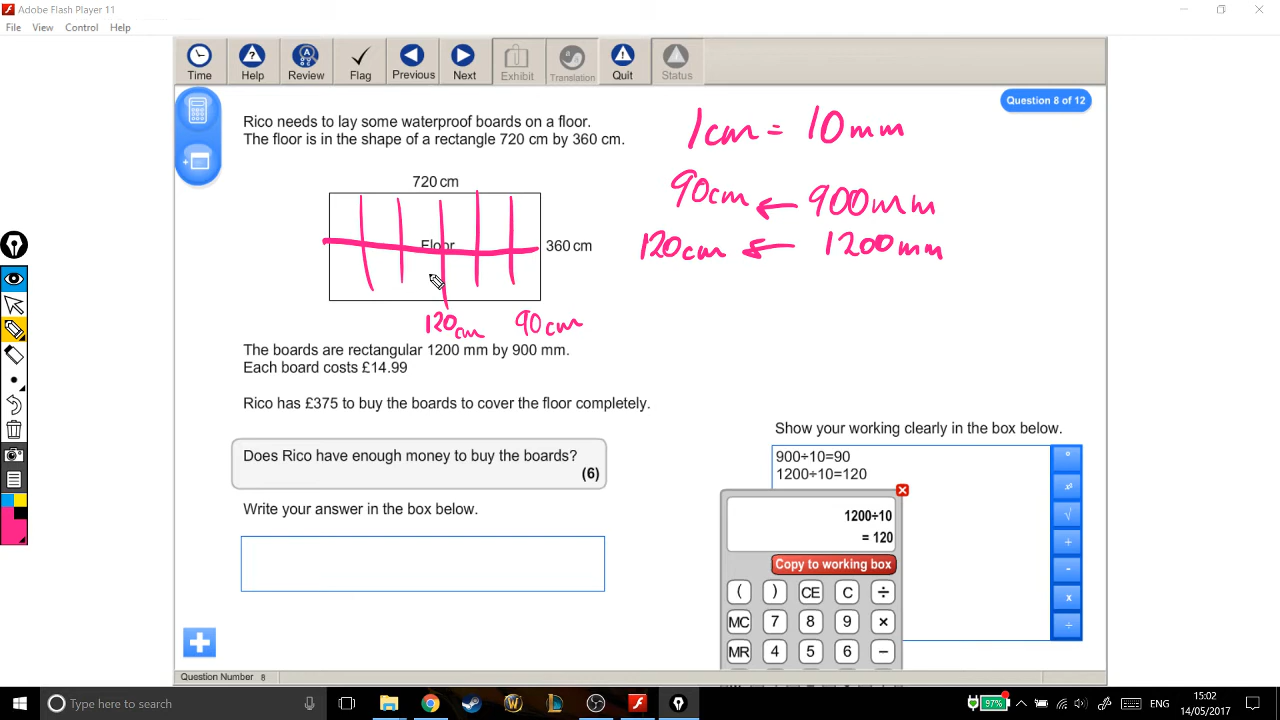 Adobe Flash Player 11
File View Control Help
Time Help Review Flag Previous Next Exhibit Translation Quit Status
Question 8 of 12
Rico needs to lay some waterproof boards on a floor.
The floor is in the shape of a rectangle 720 cm by 360 cm.
1cm = 10mm
720 cm
90cm ← 900mm
Floor
360 cm
120cm ← 1200mm
120cm 90cm
The boards are rectangular 1200 mm by 900 mm.
Each board costs £14.99
Rico has £375 to buy the boards to cover the floor completely.
Show your working clearly in the box below.
900÷10=90
1200÷10=120
Does Rico have enough money to buy the boards?
(6)
Write your answer in the box below.
1200÷10
= 120
Copy to working box
( ) CE C ÷
MC 7 8 9 ×
MR 4 5 6 −
° x² √ + - x ÷
Question Number 8
Type here to search
97%
ENG
15:02
14/05/2017